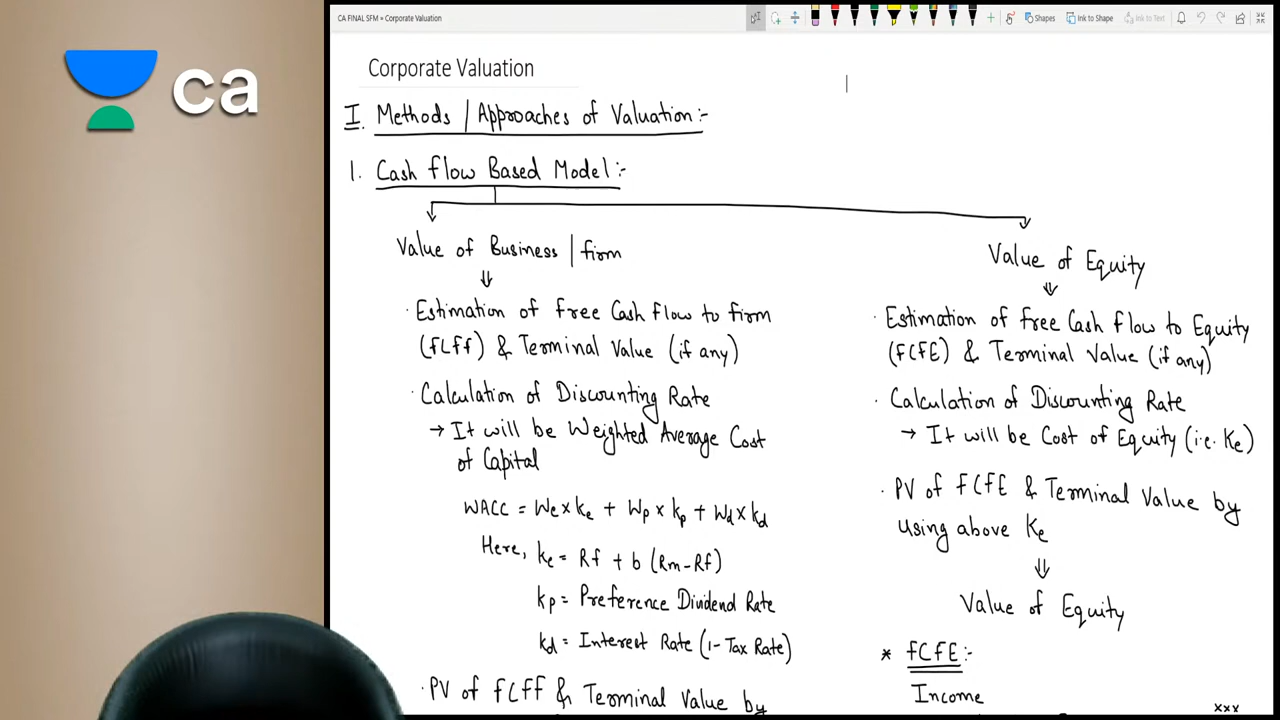 ca
CA FINAL SFM » Corporate Valuation
Shapes
Ink to Shape
Ink to Text
Corporate Valuation
I. Methods | Approaches of Valuation:-
1. Cash flow Based Model:-
Value of Business | firm
⇓
· Estimation of free Cash flow to firm
(fCff) & Terminal Value (if any)
· Calculation of Discounting Rate
→ It will be Weighted Average Cost
of Capital
WACC = We x ke + Wp x kp + Wd x kd
Here, ke = Rf + b (Rm-Rf)
kp = Preference Dividend Rate
kd = Interest Rate (1-Tax Rate)
· PV of fCff & Terminal Value by
Value of Equity
⇓
· Estimation of free Cash flow to Equity
(fCfE) & Terminal Value (if any)
· Calculation of Discounting Rate
→ It will be Cost of Equity (i.e. Ke)
· PV of fCfE & Terminal Value by
using above Ke
⇓
Value of Equity
* fCfE:-
Income xxx